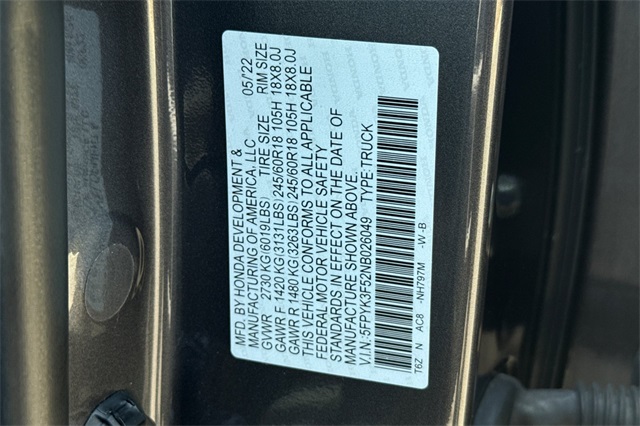 MFD. BY HONDA DEVELOPMENT &
MANUFACTURING OF AMERICA, LLC 05/22
TIRE SIZE RIM SIZE
GVWR 2730 KG(6019LBS)
GAWR F 1420 KG(3131LBS) 245/60R18 105H 18X8.0J
GAWR R 1480 KG(3263LBS) 245/60R18 105H 18X8.0J
THIS VEHICLE CONFORMS TO ALL APPLICABLE
FEDERAL MOTOR VEHICLE SAFETY
STANDARDS IN EFFECT ON THE DATE OF
MANUFACTURE SHOWN ABOVE.
V.I.N.:5FPYK3F52NB026049 TYPE:TRUCK
T6Z N AC8 -NH797M -W-B